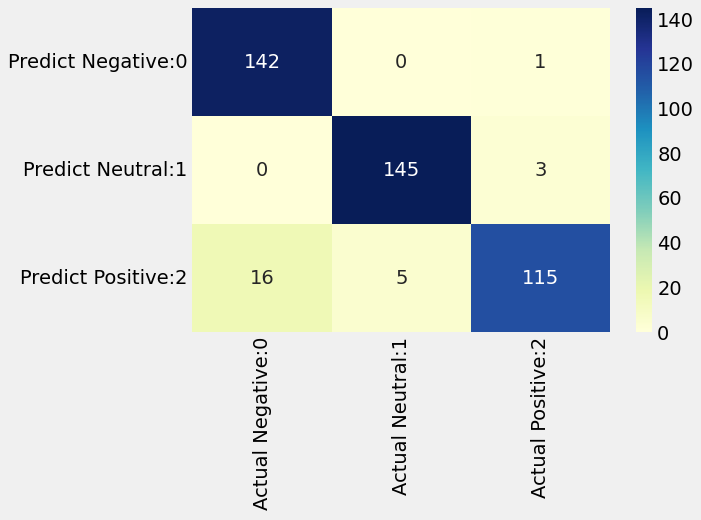 Predict Negative:0 142 0 1
Predict Neutral:1 0 145 3
Predict Positive:2 16 5 115
Actual Negative:0
Actual Neutral:1
Actual Positive:2
140
120
100
80
60
40
20
0